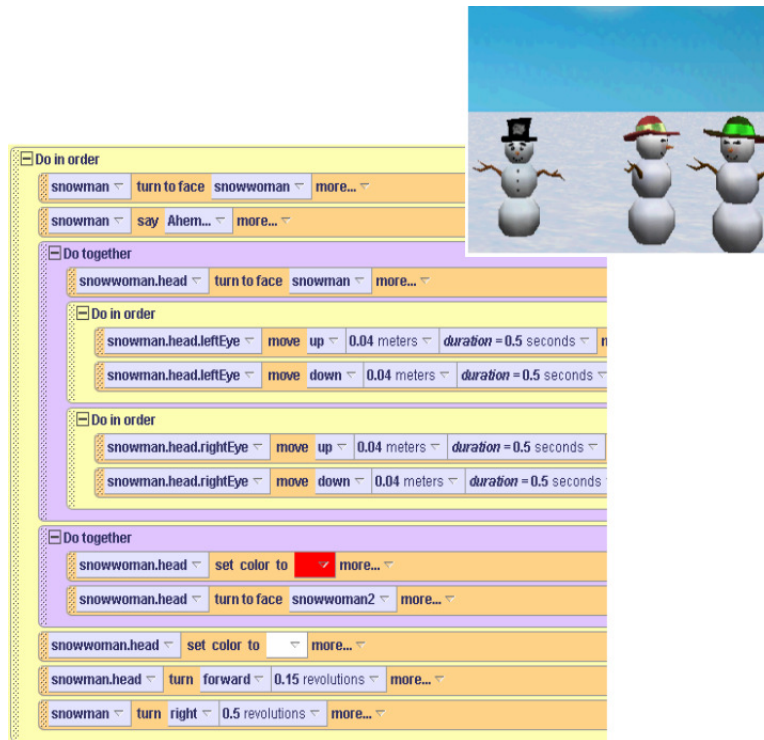 Do in order
snowman turn to face snowwoman more...
snowman say Ahem... more...
Do together
snowwoman.head turn to face snowman more...
Do in order
snowman.head.leftEye move up 0.04 meters duration = 0.5 seconds
snowman.head.leftEye move down 0.04 meters duration = 0.5 seconds
Do in order
snowman.head.rightEye move up 0.04 meters duration = 0.5 seconds
snowman.head.rightEye move down 0.04 meters duration = 0.5 seconds
Do together
snowwoman.head set color to more...
snowwoman.head turn to face snowwoman2 more...
snowwoman.head set color to more...
snowman.head turn forward 0.15 revolutions more...
snowman turn right 0.5 revolutions more...